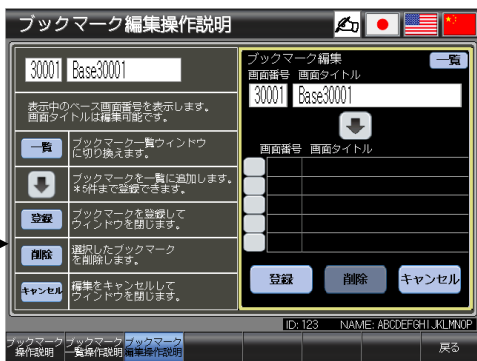 ブックマーク編集操作説明
30001 Base30001
表示中のベース画面番号を表示します。
画面タイトルは編集可能です。
一覧
ブックマーク一覧ウィンドウ
に切り換えます。
ブックマークを一覧に追加します。
*5件まで登録できます。
登録
ブックマークを登録して
ウィンドウを閉じます。
削除
選択したブックマーク
を削除します。
キャンセル
編集をキャンセルして
ウィンドウを閉じます。
ブックマーク編集
一覧
画面番号 画面タイトル
30001 Base30001
画面番号 画面タイトル
登録 削除 キャンセル
ID: 123 NAME: ABCDEFGHIJKLMNOP
ブックマーク
操作説明
ブックマーク
一覧操作説明
ブックマーク
編集操作説明
戻る